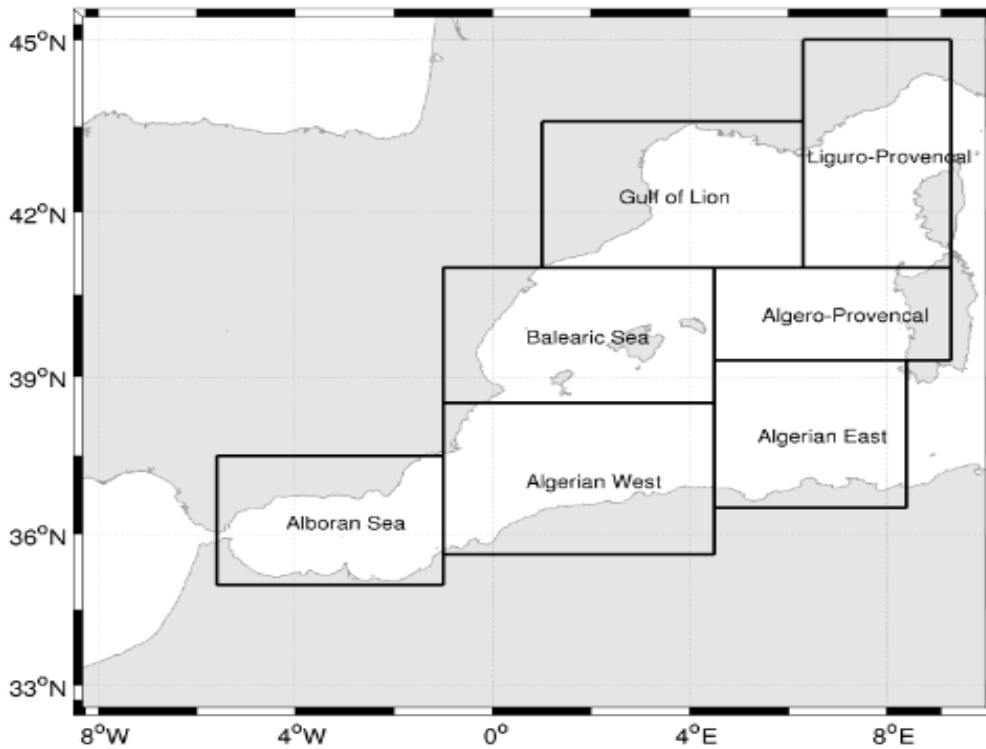 45°N
Liguro-Provencal
Gulf of Lion
42°N
Algero-Provencal
Balearic Sea
39°N
Algerian East
Algerian West
Alboran Sea
36°N
33°N
8°W 4°W 0° 4°E 8°E